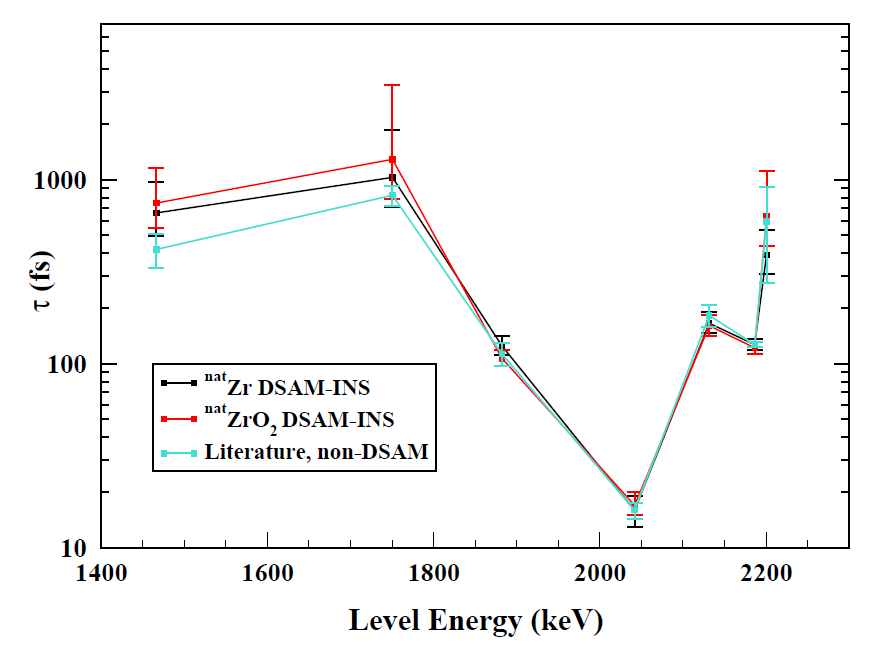 1000
100
10
τ (fs)
natZr DSAM-INS
natZrO2 DSAM-INS
Literature, non-DSAM
1400 1600 1800 2000 2200
Level Energy (keV)